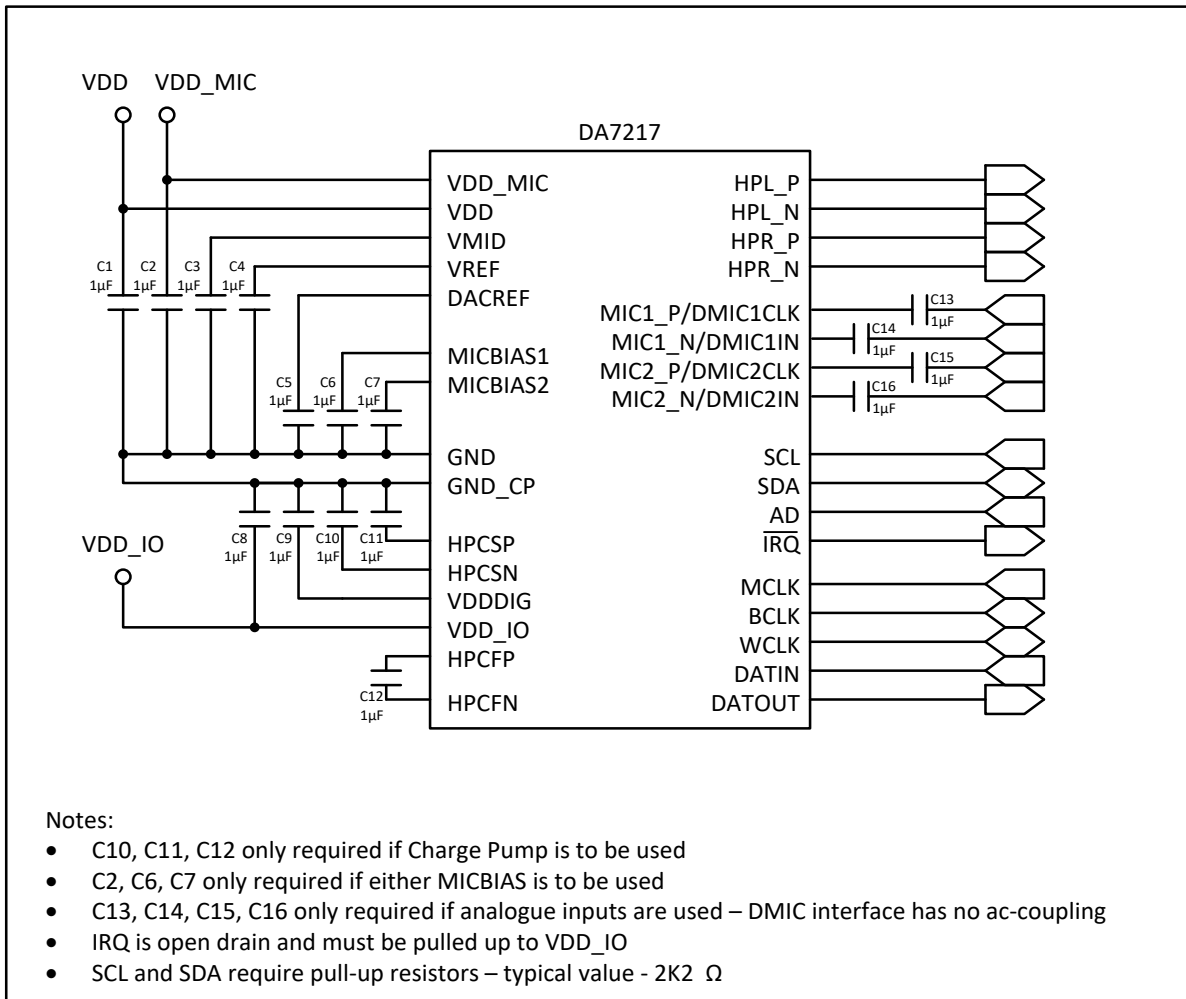 VDD VDD_MIC
DA7217
VDD_MIC
VDD
VMID
VREF
DACREF
MICBIAS1
MICBIAS2
GND
GND_CP
HPCSP
HPCSN
VDDDIG
VDD_IO
HPCFP
HPCFN
HPL_P
HPL_N
HPR_P
HPR_N
MIC1_P/DMIC1CLK
MIC1_N/DMIC1IN
MIC2_P/DMIC2CLK
MIC2_N/DMIC2IN
SCL
SDA
AD
IRQ
MCLK
BCLK
WCLK
DATIN
DATOUT
C1 C2 C3 C4
1µF 1µF 1µF 1µF
C5 C6 C7
1µF 1µF 1µF
C8 C9 C10 C11
1µF 1µF 1µF 1µF
VDD_IO
C12
1µF
C13
1µF
C14
1µF
C15
1µF
C16
1µF
Notes:
• C10, C11, C12 only required if Charge Pump is to be used
• C2, C6, C7 only required if either MICBIAS is to be used
• C13, C14, C15, C16 only required if analogue inputs are used – DMIC interface has no ac-coupling
• IRQ is open drain and must be pulled up to VDD_IO
• SCL and SDA require pull-up resistors – typical value - 2K2 Ω